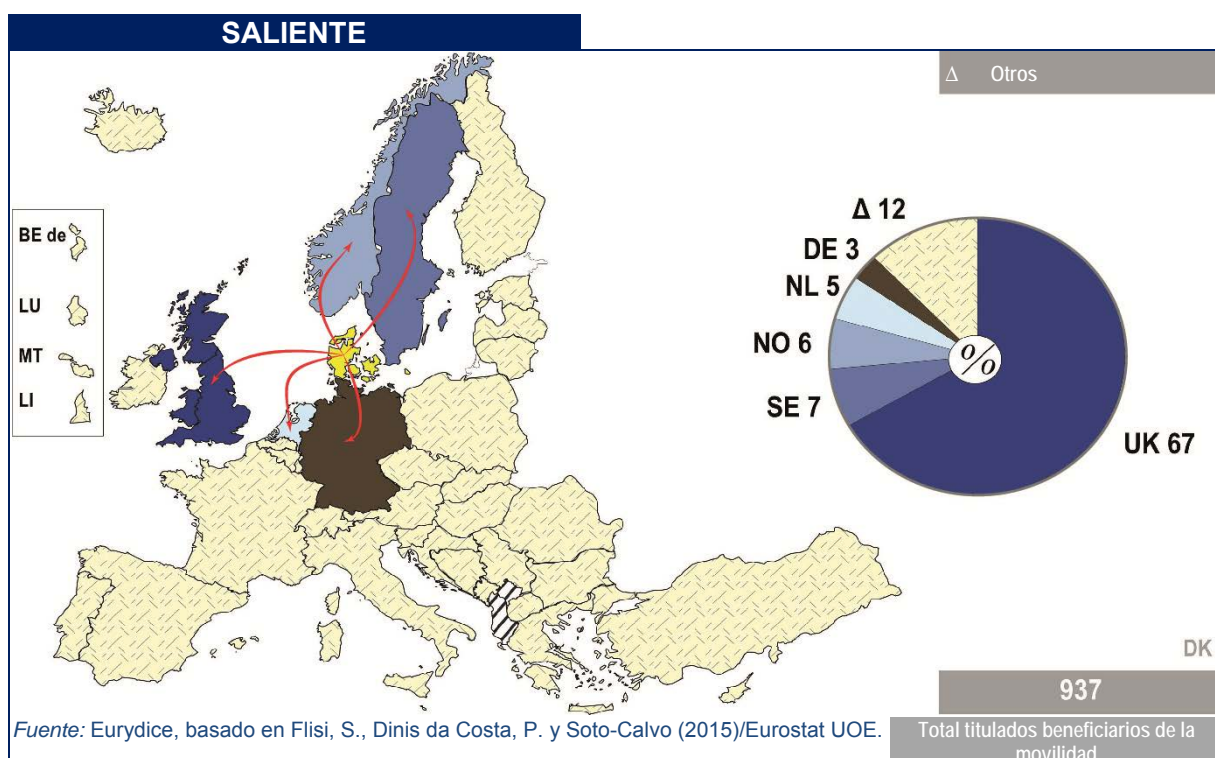 SALIENTE
Δ Otros
BE de
LU
MT
LI
Δ 12
DE 3
NL 5
NO 6
SE 7
%
UK 67
DK
937
Fuente: Eurydice, basado en Flisi, S., Dinis da Costa, P. y Soto-Calvo (2015)/Eurostat UOE.
Total titulados beneficiarios de la
movilidad